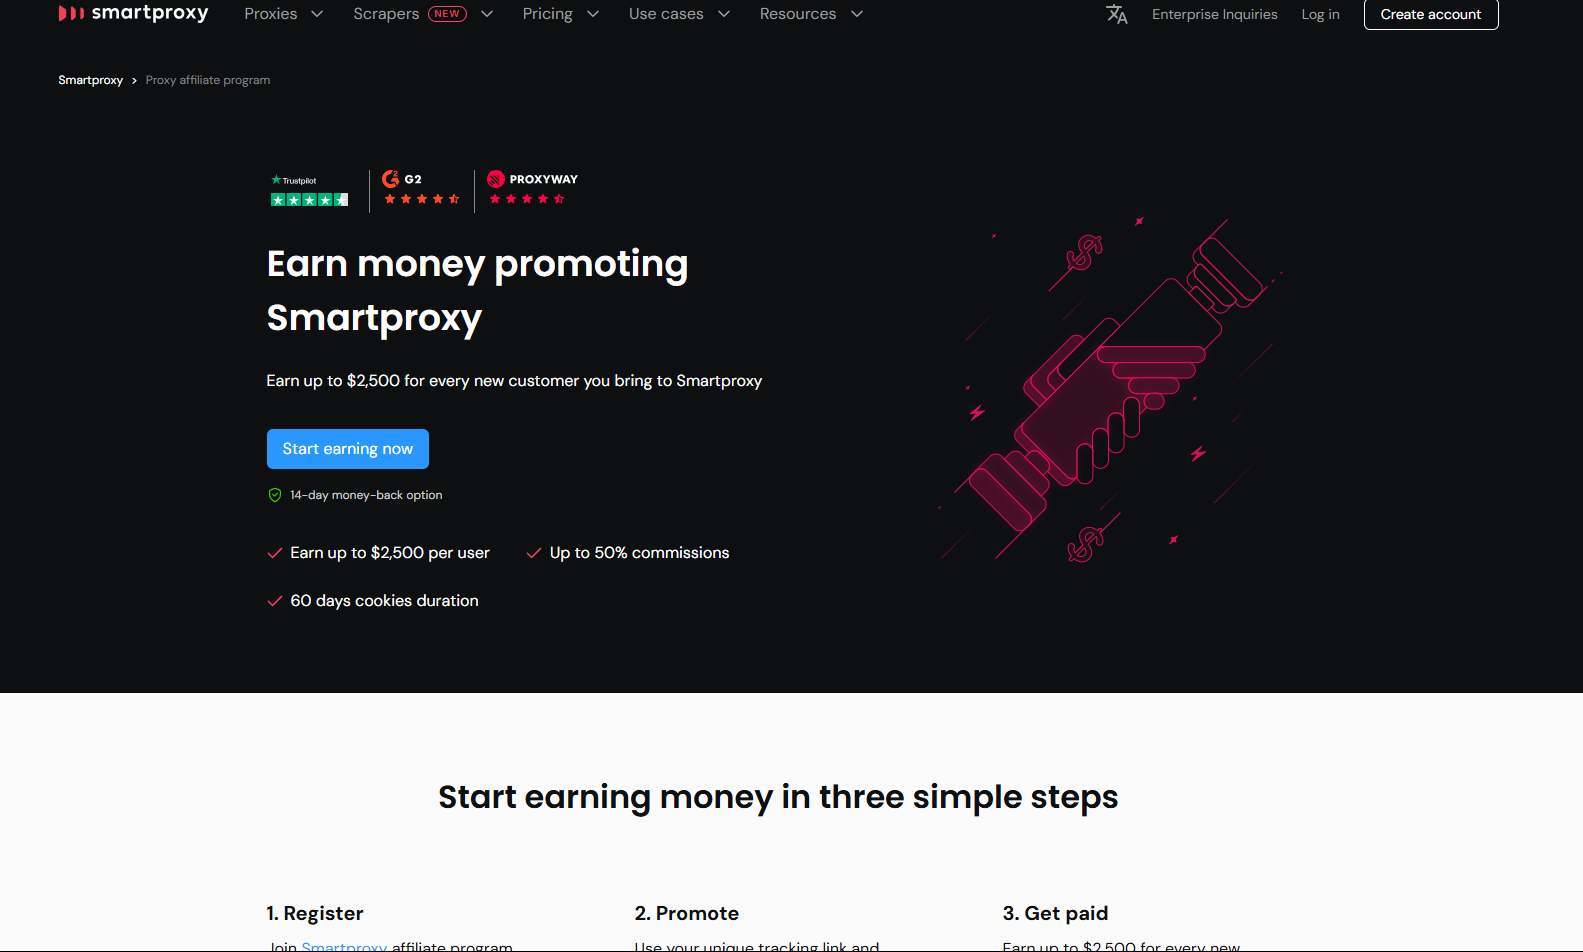 smartproxy Proxies Scrapers NEW Pricing Use cases Resources Enterprise Inquiries Log in Create account
Smartproxy > Proxy affiliate program
Trustpilot G2 PROXYWAY
Earn money promoting
Smartproxy
Earn up to $2,500 for every new customer you bring to Smartproxy
Start earning now
14-day money-back option
Earn up to $2,500 per user Up to 50% commissions
60 days cookies duration
Start earning money in three simple steps
1. Register 2. Promote 3. Get paid
Join Smartproxy affiliate program Use your unique tracking link and Earn up to $2,500 for every new